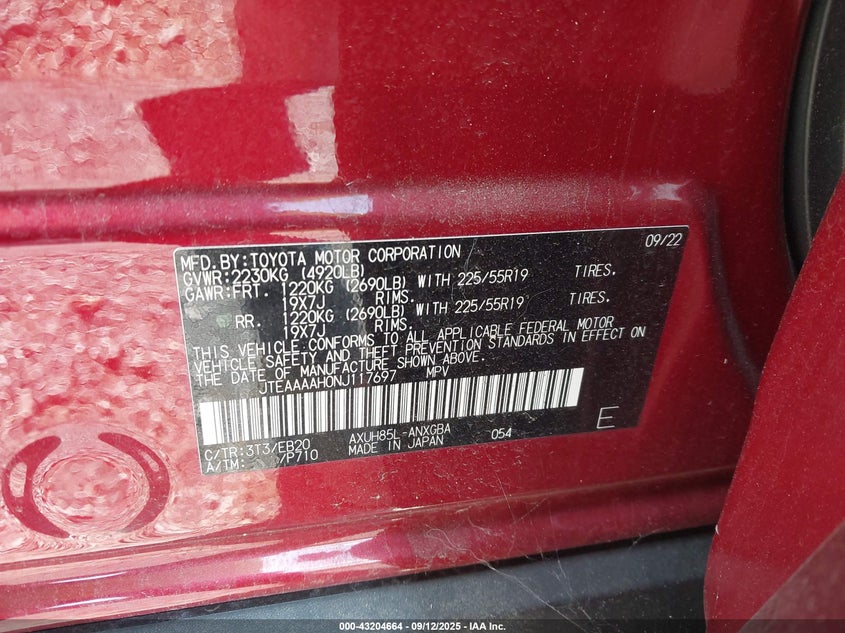 09/22
MFD. BY: TOYOTA MOTOR CORPORATION
GVWR: 2230KG (4920LB)
GAWR: FRT. 1220KG (2690LB) WITH 225/55R19 TIRES.
19X7J RIMS.
RR. 1220KG (2690LB) WITH 225/55R19 TIRES.
19X7J RIMS.
THIS VEHICLE CONFORMS TO ALL APPLICABLE FEDERAL MOTOR
VEHICLE SAFETY AND THEFT PREVENTION STANDARDS IN EFFECT ON
THE DATE OF MANUFACTURE SHOWN ABOVE.
JTEAAAAH0NJ117697 MPV
C/TR: 3T3/EB20 AXUH85L-ANXGBA 054 E
A/TM: /P710 MADE IN JAPAN
000-43204664 - 09/12/2025 - IAA Inc.